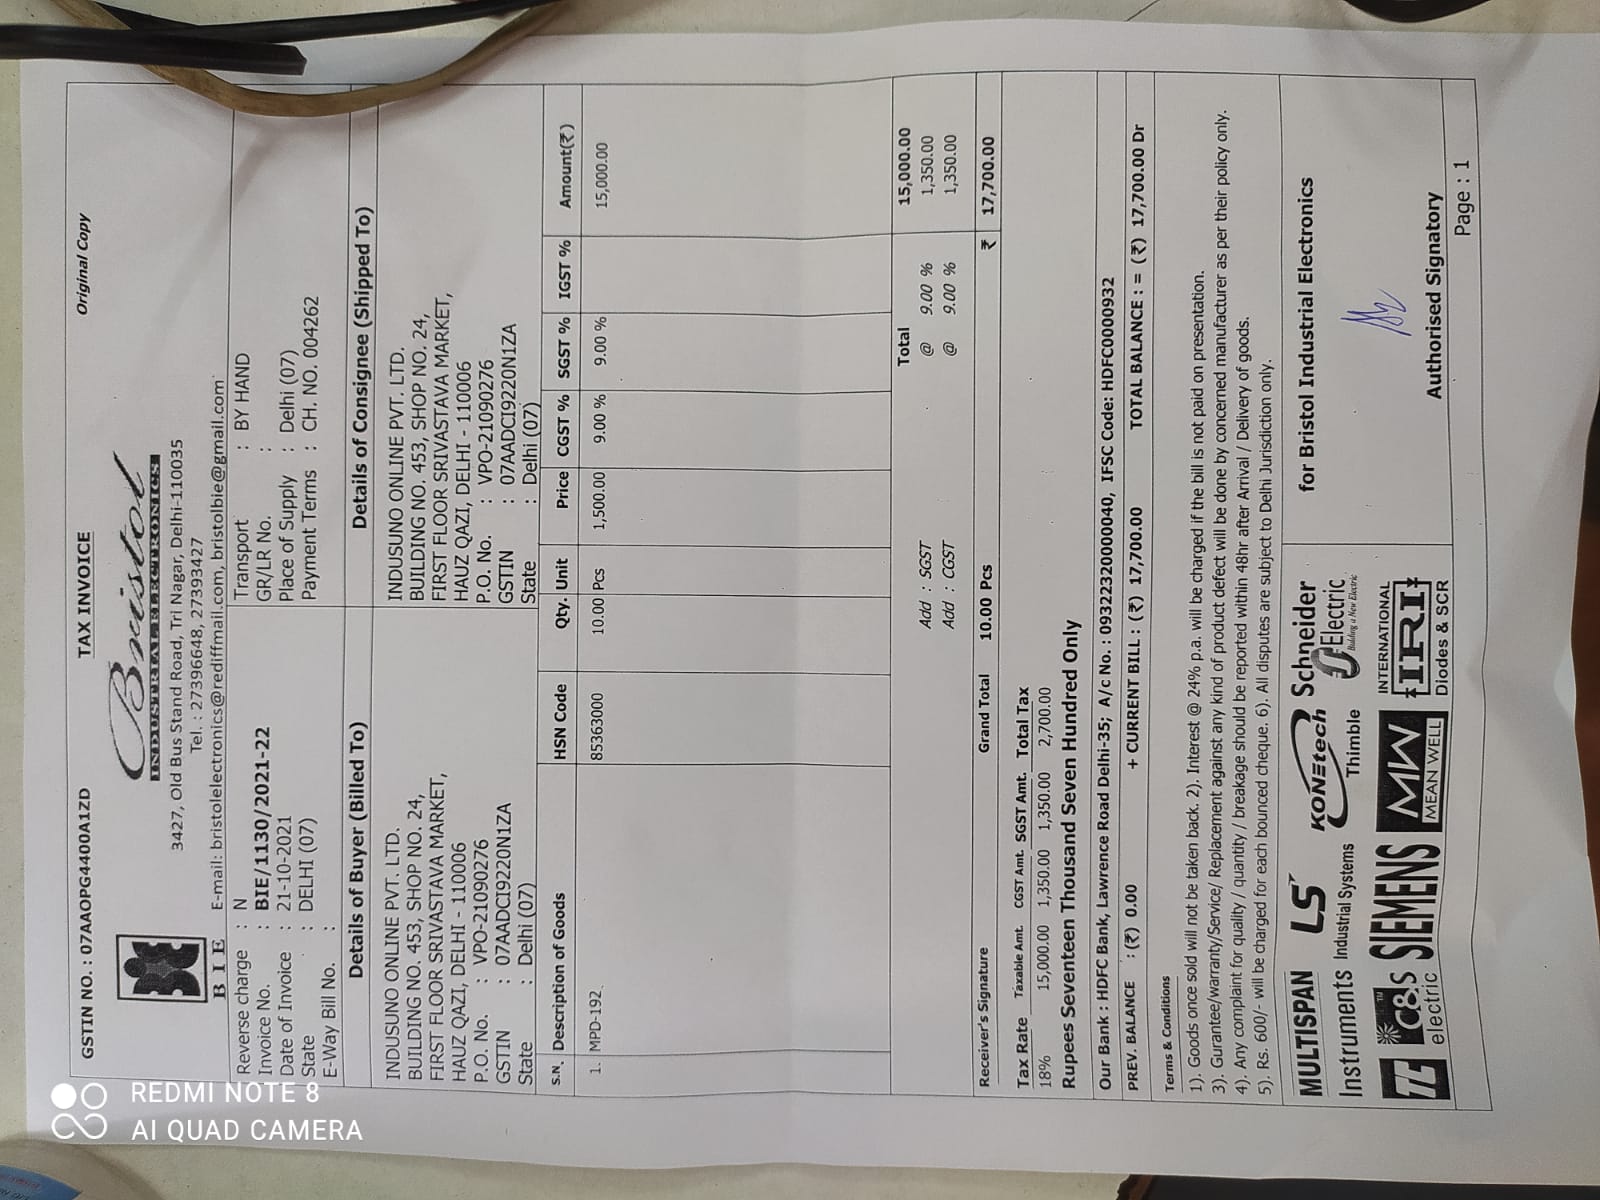 GSTIN NO. : 07AAOPG4400A1ZD TAX INVOICE Original Copy
BIE
Bristol
INDUSTRIAL ELECTRONICS
3427, Old Bus Stand Road, Tri Nagar, Delhi-110035
Tel. : 27396648, 27393427
E-mail: bristolelectronics@rediffmail.com, bristolbie@gmail.com
Reverse charge : N Transport : BY HAND
Invoice No. : BIE/1130/2021-22 GR/LR No. :
Date of Invoice : 21-10-2021 Place of Supply : Delhi (07)
State : DELHI (07) Payment Terms : CH. NO. 004262
E-Way Bill No. :
Details of Buyer (Billed To) Details of Consignee (Shipped To)
INDUSUNO ONLINE PVT. LTD. INDUSUNO ONLINE PVT. LTD.
BUILDING NO. 453, SHOP NO. 24, BUILDING NO. 453, SHOP NO. 24,
FIRST FLOOR SRIVASTAVA MARKET, FIRST FLOOR SRIVASTAVA MARKET,
HAUZ QAZI, DELHI - 110006 HAUZ QAZI, DELHI - 110006
P.O. No. : VPO-21090276 P.O. No. : VPO-21090276
GSTIN : 07AADCI9220N1ZA GSTIN : 07AADCI9220N1ZA
State : Delhi (07) State : Delhi (07)
S.N. Description of Goods HSN Code Qty. Unit Price CGST % SGST % IGST % Amount(₹)
1. MPD-192 85363000 10.00 Pcs 1,500.00 9.00 % 9.00 % 15,000.00
Total 15,000.00
Add : SGST @ 9.00 % 1,350.00
Add : CGST @ 9.00 % 1,350.00
Receiver's Signature Grand Total 10.00 Pcs ₹ 17,700.00
Tax Rate Taxable Amt. CGST Amt. SGST Amt. Total Tax
18% 15,000.00 1,350.00 1,350.00 2,700.00
Rupees Seventeen Thousand Seven Hundred Only
Our Bank : HDFC Bank, Lawrence Road Delhi-35; A/c No. : 09322320000040, IFSC Code: HDFC0000932
PREV. BALANCE : (₹) 0.00 + CURRENT BILL : (₹) 17,700.00 TOTAL BALANCE : = (₹) 17,700.00 Dr
Terms & Conditions
1). Goods once sold will not be taken back. 2). Interest @ 24% p.a. will be charged if the bill is not paid on presentation.
3). Gurantee/warranty/Service/ Replacement against any kind of product defect will be done by concerned manufacturer as per their policy only.
4). Any complaint for quality / quantity / breakage should be reported within 48hr after Arrival / Delivery of goods.
5). Rs. 600/- will be charged for each bounced cheque. 6). All disputes are subject to Delhi Jurisdiction only.
MULTISPAN Instruments
LS Industrial Systems
KONEtech Thimble
Schneider Electric
Building a New Electric
C&S electric
SIEMENS
MW MEAN WELL
INTERNATIONAL
IRI
Diodes & SCR
for Bristol Industrial Electronics
Authorised Signatory
Page : 1
REDMI NOTE 8
AI QUAD CAMERA